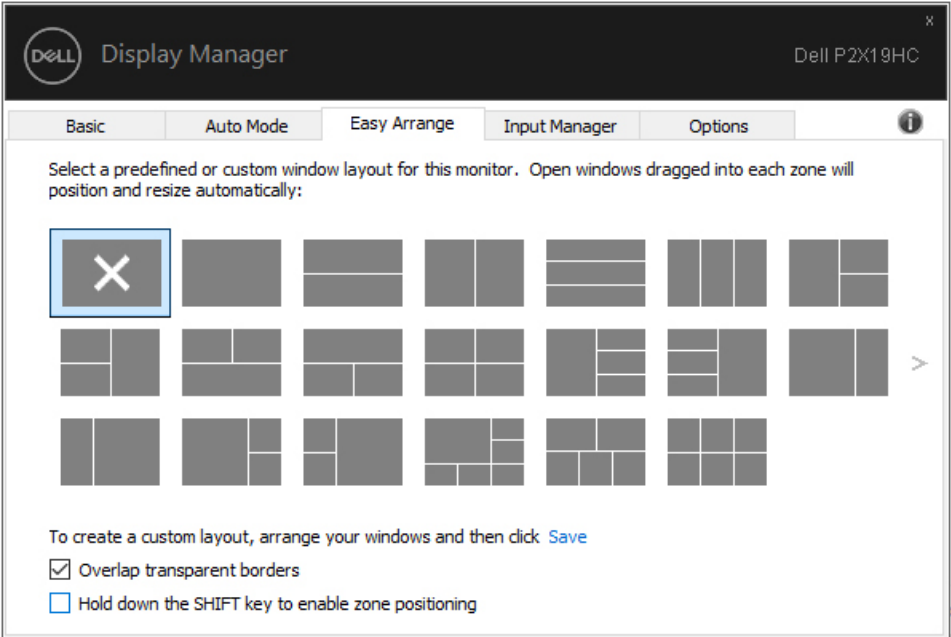 x
DELL Display Manager
Dell P2X19HC
Basic Auto Mode Easy Arrange Input Manager Options
Select a predefined or custom window layout for this monitor. Open windows dragged into each zone will
position and resize automatically:
>
To create a custom layout, arrange your windows and then click Save
Overlap transparent borders
Hold down the SHIFT key to enable zone positioning